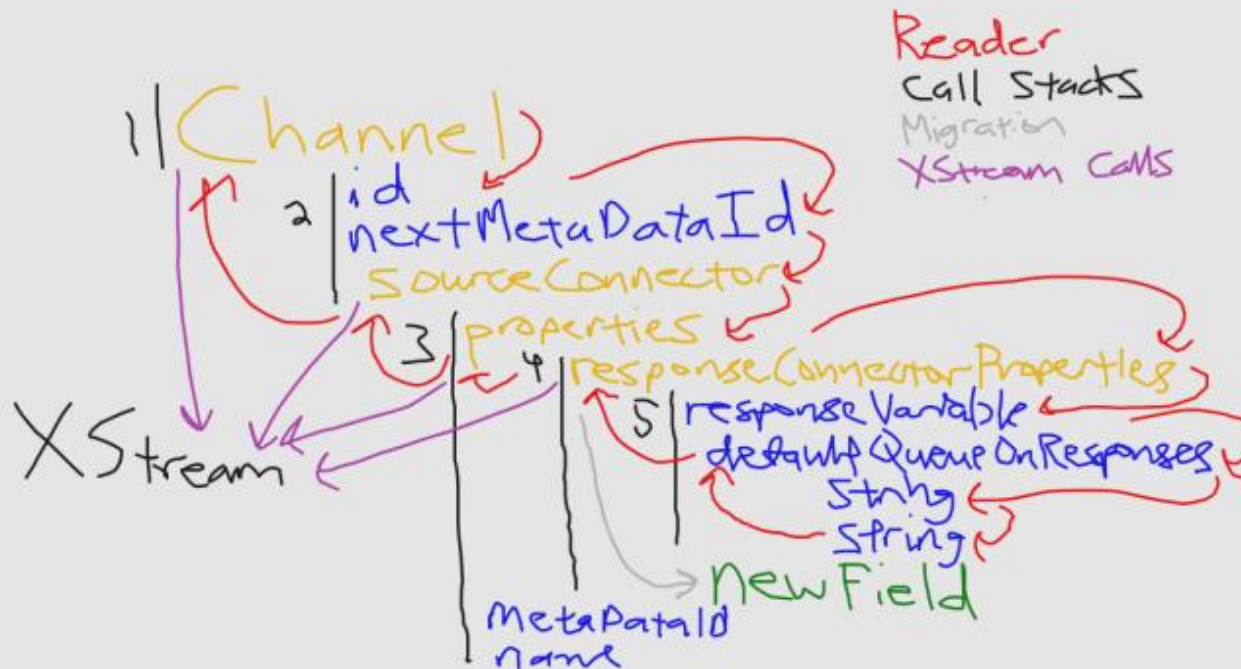 Reader
Call Stacks
Migration
XStream Calls
1 Channel
2 id
nextMetaDataId
sourceConnector
3 properties
4 responseConnectorProperties
5 responseVariable
defaultQueueOnResponses
String
String
XStream
newField
metaDataId
name